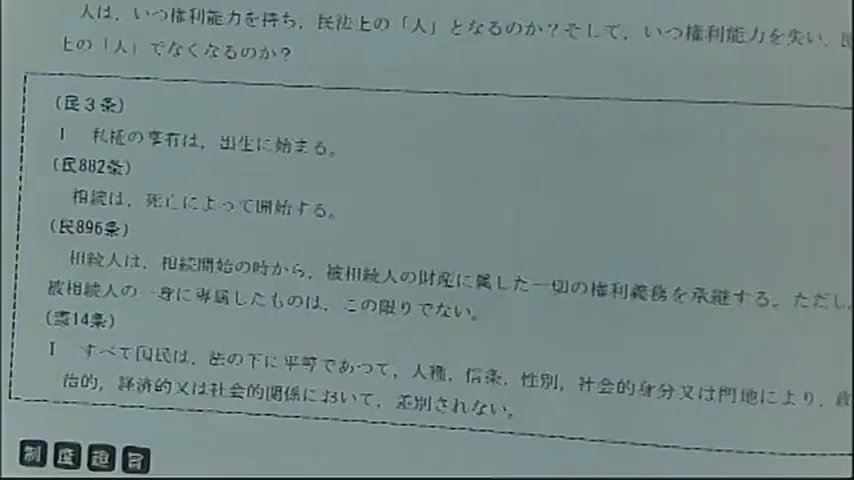 人は，いつ権利能力を持ち，民法上の「人」となるのか？そして，いつ権利能力を失い，民
上の「人」でなくなるのか？
（民３条）
Ⅰ 私権の享有は，出生に始まる。
（民882条）
相続は，死亡によって開始する。
（民896条）
相続人は，相続開始の時から，被相続人の財産に属した一切の権利義務を承継する。ただし，
被相続人の一身に専属したものは，この限りでない。
（憲14条）
Ⅰ すべて国民は，法の下に平等であつて，人種，信条，性別，社会的身分又は門地により，政
治的，経済的又は社会的関係において，差別されない。
制度趣旨